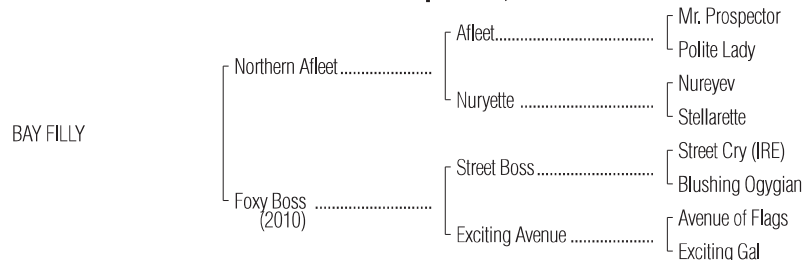 Mr. Prospector
Afleet
Polite Lady
Northern Afleet
Nureyev
Nuryette
Stellarette
BAY FILLY
Street Cry (IRE)
Street Boss
Blushing Ogygian
Foxy Boss
(2010)
Avenue of Flags
Exciting Avenue
Exciting Gal